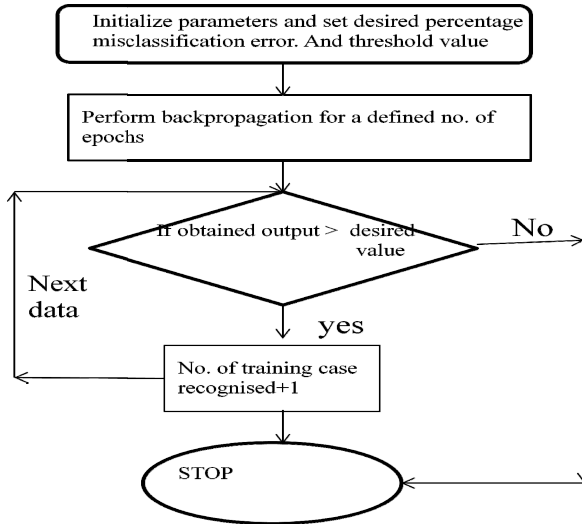 Initialize parameters and set desired percentage
misclassification error. And threshold value
Perform backpropagation for a defined no. of
epochs
If obtained output > desired
value
No
Next
data
yes
No. of training case
recognised+1
STOP